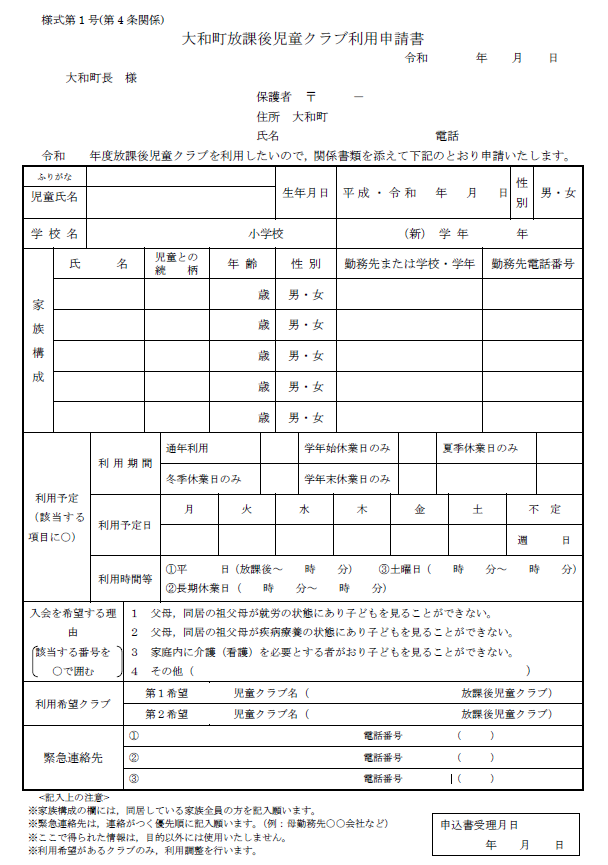 様式第１号(第４条関係)
大和町放課後児童クラブ利用申請書
令和　　　年　　月　　日
大和町長　様
保護者　〒　　　－
住所　大和町
氏名　　　　　　　　　　　　　電話
令和　　年度放課後児童クラブを利用したいので，関係書類を添えて下記のとおり申請いたします。
ふりがな
児童氏名　生年月日　平成・令和　　年　　月　　日　性別　男・女
学校名　　　　　　小学校　（新）　学年　　　年
家族構成　氏　　名　児童との続　　柄　年齢　性別　勤務先または学校・学年　勤務先電話番号
歳　男・女
歳　男・女
歳　男・女
歳　男・女
歳　男・女
利用予定（該当する項目に○）
利用期間　通年利用　学年始休業日のみ　夏季休業日のみ
冬季休業日のみ　学年末休業日のみ
利用予定日　月　火　水　木　金　土　不　定
週　　　日
利用時間等　①平　　　日（放課後～　　時　　分）　③土曜日（　　時　　分～　　時　　分）
②長期休業日（　　時　　分～　　時　　分）
入会を希望する理由
該当する番号を○で囲む
１　父母，同居の祖父母が就労の状態にあり子どもを見ることができない。
２　父母，同居の祖父母が疾病療養の状態にあり子どもを見ることができない。
３　家庭内に介護（看護）を必要とする者がおり子どもを見ることができない。
４　その他（　　　　　　　　　　　　　　）
利用希望クラブ　第１希望　児童クラブ名（　　　　　　　放課後児童クラブ）
第２希望　児童クラブ名（　　　　　　　放課後児童クラブ）
緊急連絡先　①　　　　　　電話番号　　　（　　）
②　　　　　　電話番号　　　（　　）
③　　　　　　電話番号　　　（　　）
<記入上の注意>
※家族構成の欄には，同居している家族全員の方を記入願います。
※緊急連絡先は，連絡がつく優先順に記入願います。（例：母勤務先○○会社など）
※ここで得られた情報は，目的以外には使用いたしません。
※利用希望があるクラブのみ，利用調整を行います。
申込書受理月日
年　　月　　日